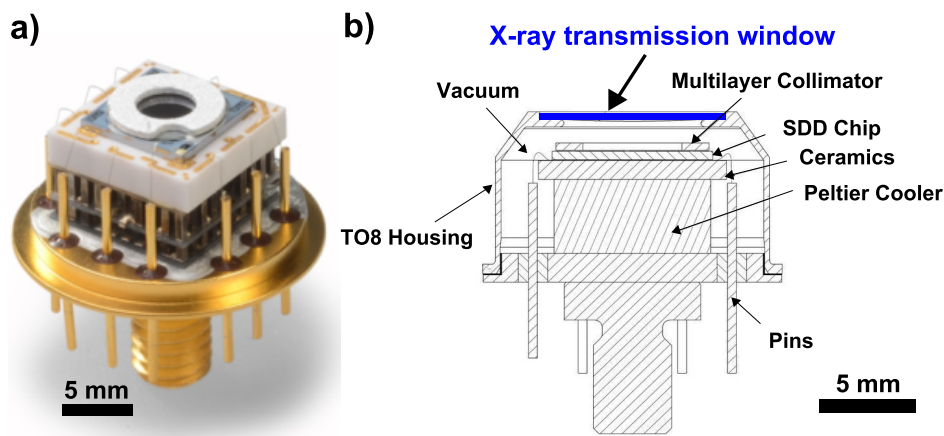 a)
b)
X-ray transmission window
Multilayer Collimator
Vacuum
SDD Chip
Ceramics
Peltier Cooler
TO8 Housing
Pins
5 mm
5 mm